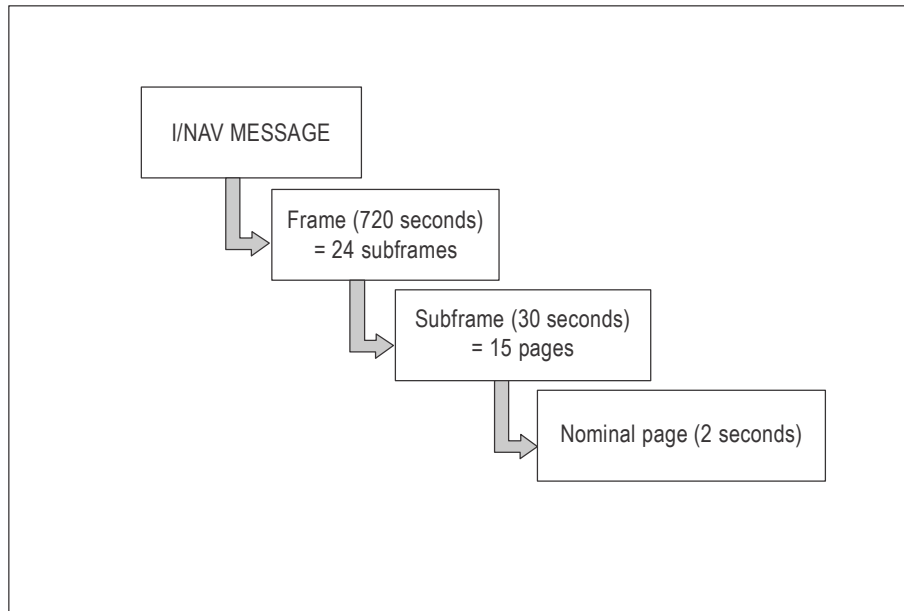 I/NAV MESSAGE
Frame (720 seconds)
= 24 subframes
Subframe (30 seconds)
= 15 pages
Nominal page (2 seconds)